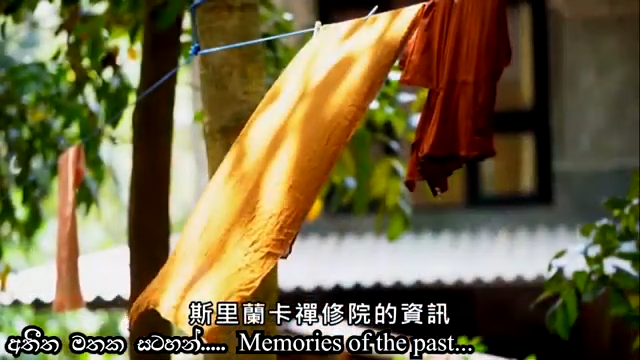 斯里蘭卡禪修院的資訊
අතීත මතක සටහන්..... Memories of the past...